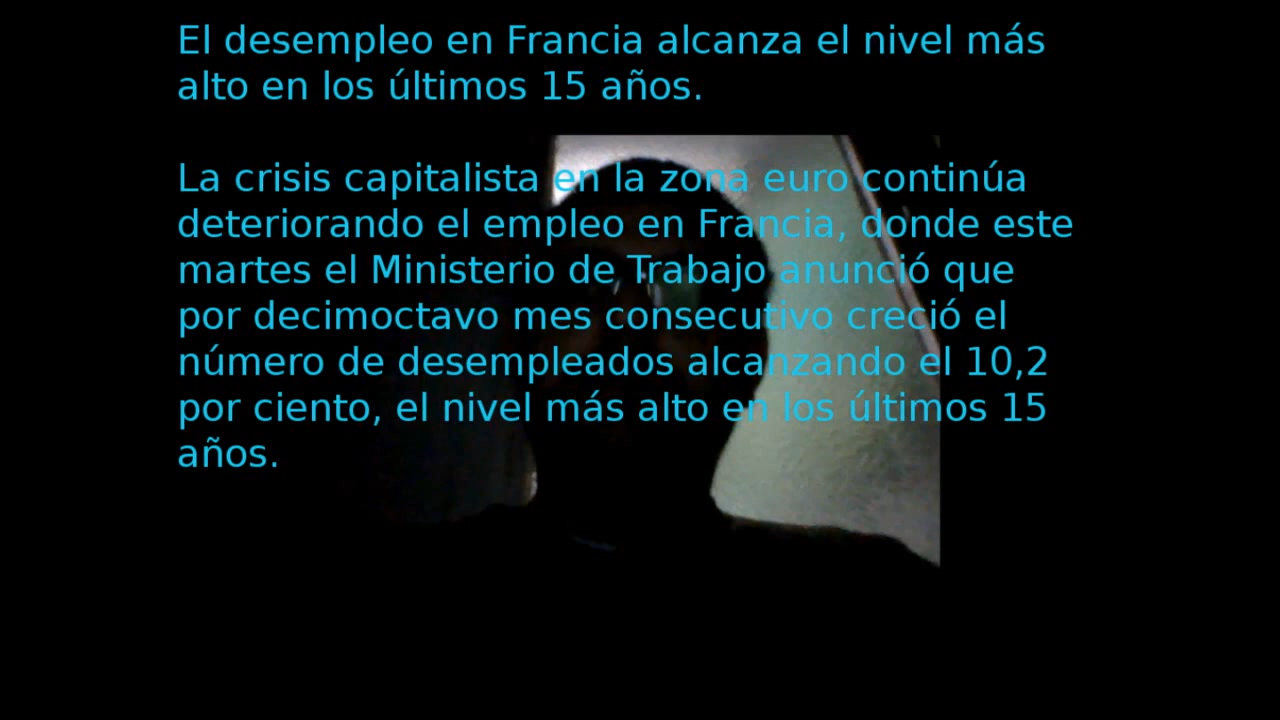 El desempleo en Francia alcanza el nivel más
alto en los últimos 15 años.
La crisis capitalista en la zona euro continúa
deteriorando el empleo en Francia, donde este
martes el Ministerio de Trabajo anunció que
por decimoctavo mes consecutivo creció el
número de desempleados alcanzando el 10,2
por ciento, el nivel más alto en los últimos 15
años.